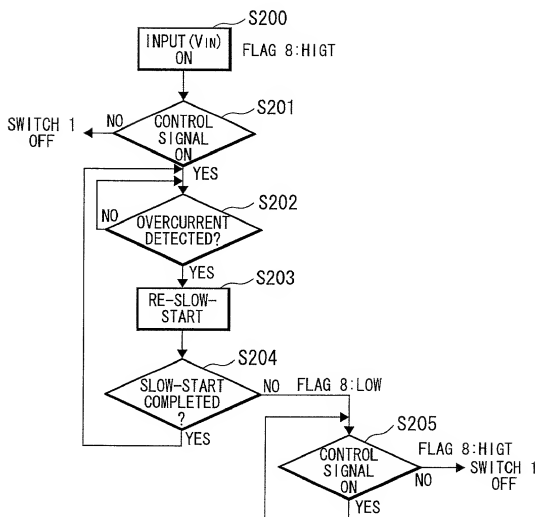 S200
INPUT (VIN)
ON
FLAG 8:HIGT
S201
NO
CONTROL
SIGNAL
ON
SWITCH 1
OFF
YES
S202
NO
OVERCURRENT
DETECTED?
YES
S203
RE-SLOW-
START
S204
SLOW-START
COMPLETED
?
NO
FLAG 8:LOW
YES
S205
CONTROL
SIGNAL
ON
FLAG 8:HIGT
NO
SWITCH 1
OFF
YES